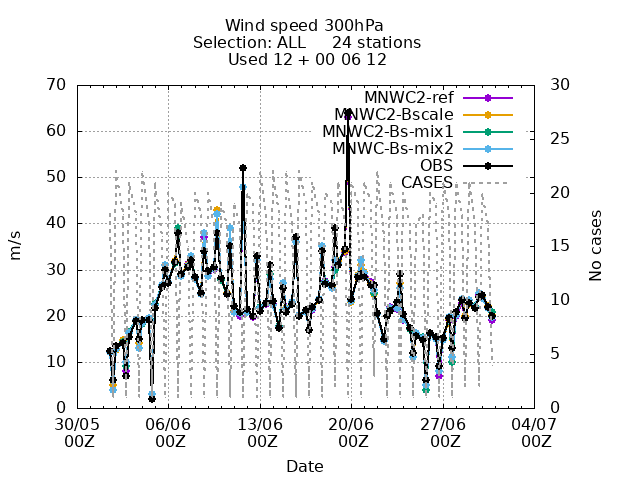 Wind speed 300hPa
Selection: ALL     24 stations
Used 12 + 00 06 12
70
60
50
40
30
20
10
0
m/s
30
25
20
15
10
5
0
No cases
MNWC2-ref
MNWC2-Bscale
MNWC2-Bs-mix1
MNWC-Bs-mix2
OBS
CASES
30/05 06/06 13/06 20/06 27/06 04/07
00Z 00Z 00Z 00Z 00Z 00Z
Date